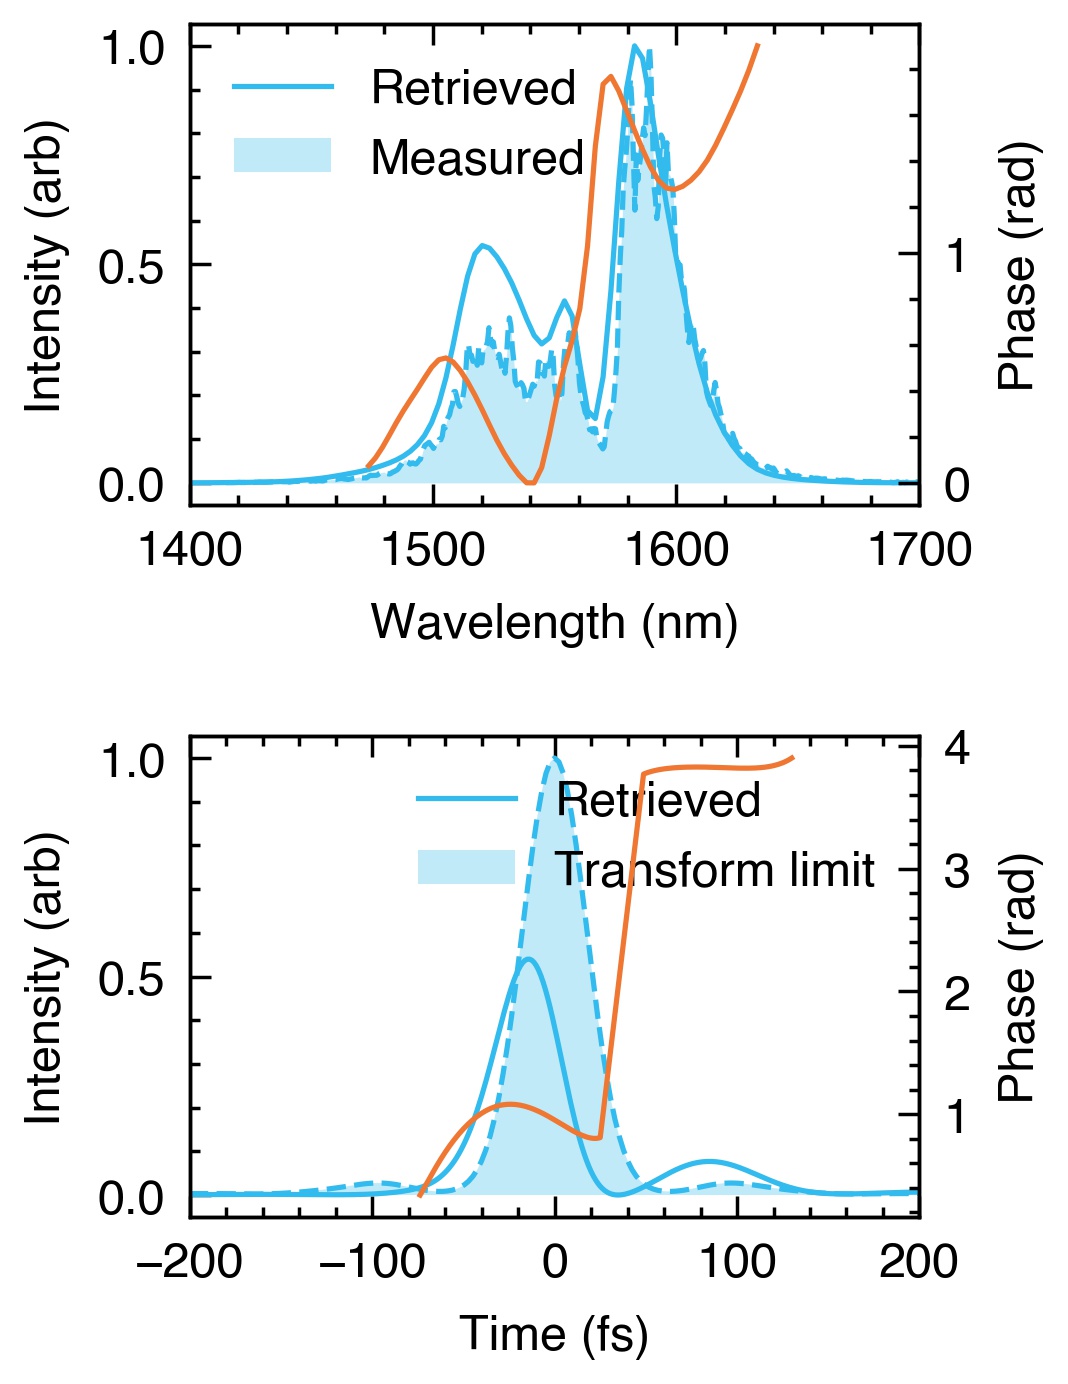 1.0
0.5
0.0
Intensity (arb)
Retrieved
Measured
1
0
Phase (rad)
1400 1500 1600 1700
Wavelength (nm)
1.0
0.5
0.0
Intensity (arb)
Retrieved
Transform limit
4
3
2
1
Phase (rad)
−200 −100 0 100 200
Time (fs)